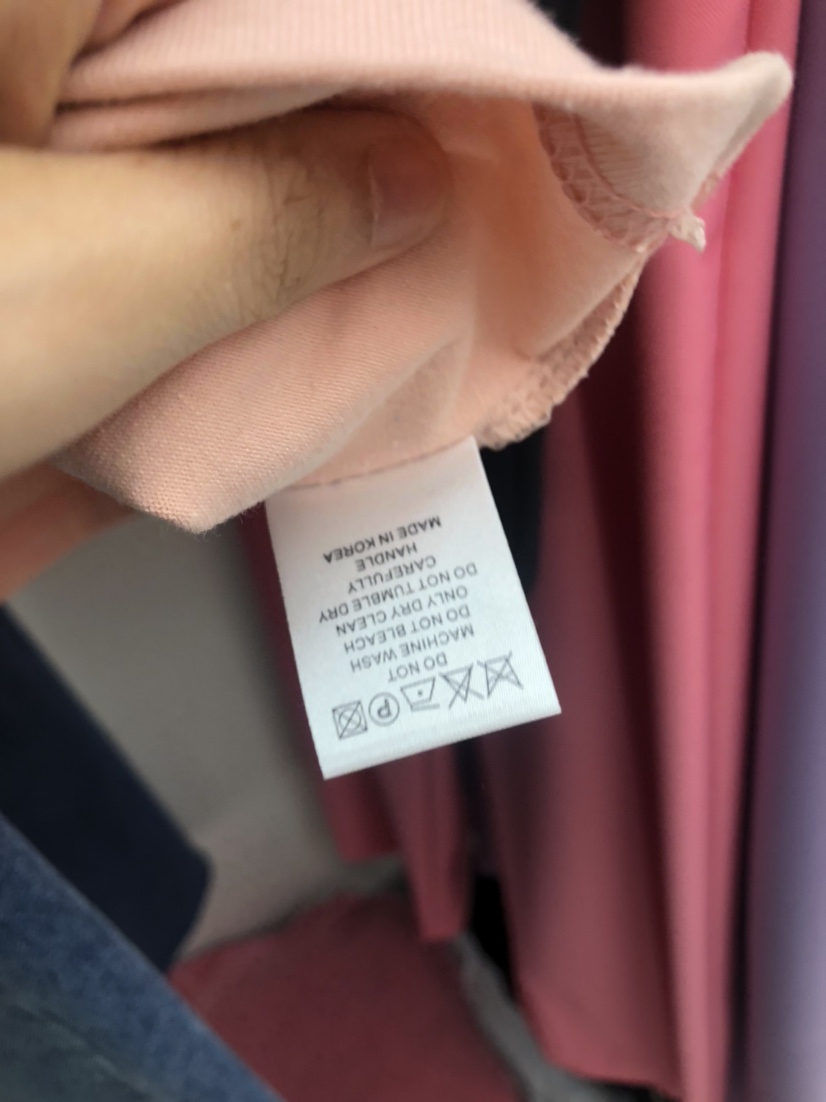 DO NOT
MACHINE WASH
DO NOT BLEACH
ONLY DRY CLEAN
DO NOT TUMBLE DRY
CAREFULLY
HANDLE
MADE IN KOREA